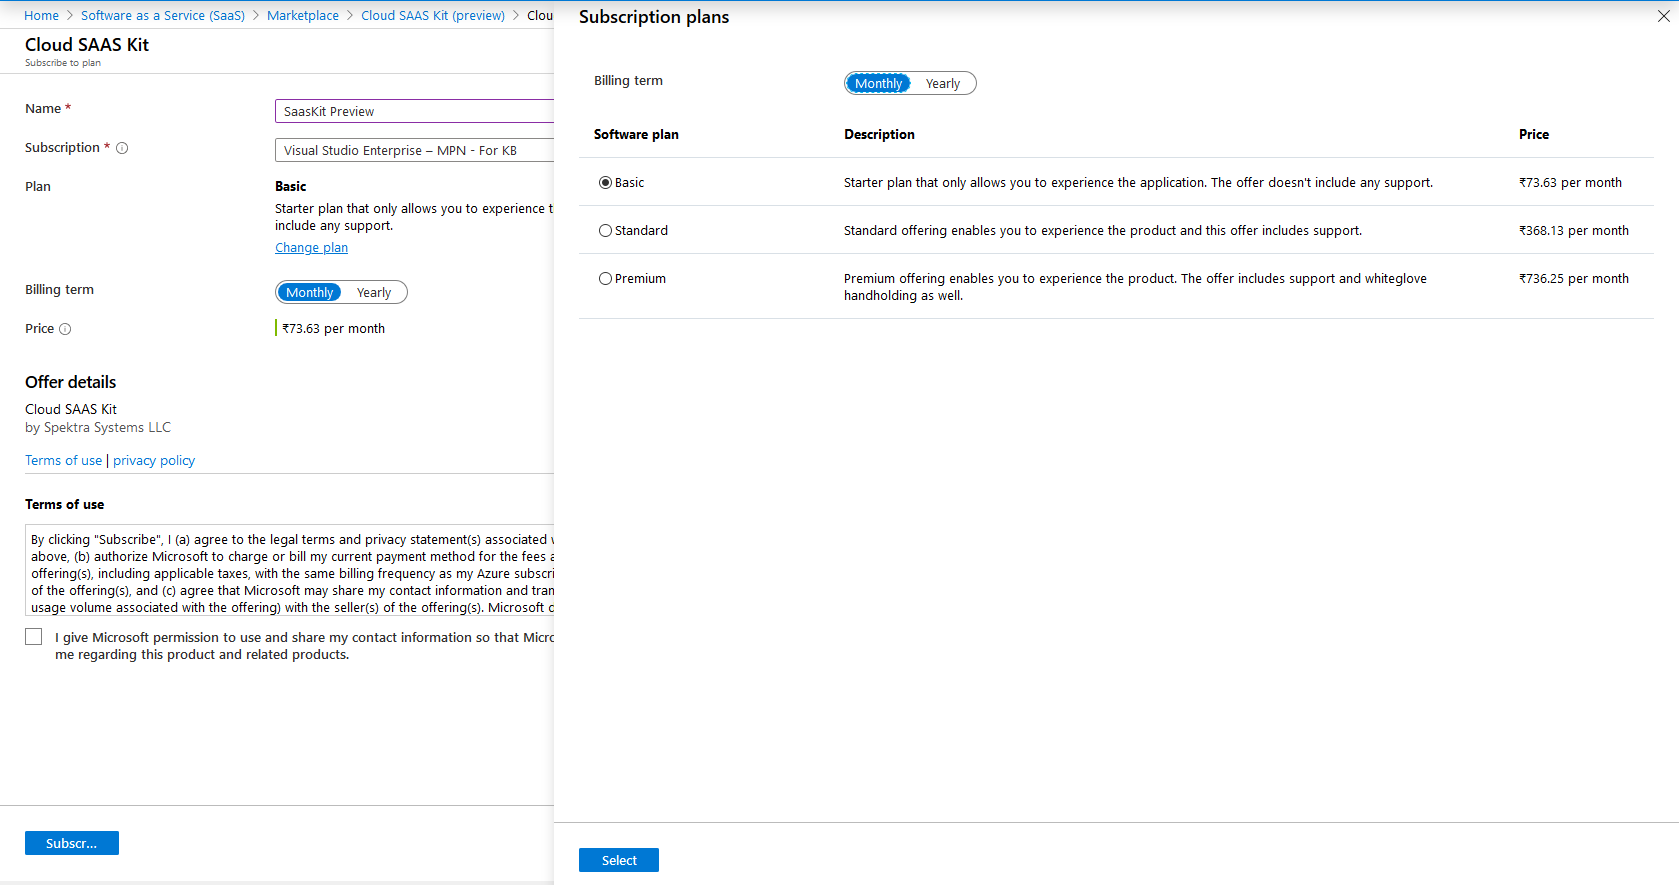 Home > Software as a Service (SaaS) > Marketplace > Cloud SAAS Kit (preview) > Clou
Cloud SAAS Kit
Subscribe to plan
Name *
SaasKit Preview
Subscription *
Visual Studio Enterprise – MPN - For KB
Plan
Basic
Starter plan that only allows you to experience t
include any support.
Change plan
Billing term
Monthly Yearly
Price
₹73.63 per month
Offer details
Cloud SAAS Kit
by Spektra Systems LLC
Terms of use | privacy policy
Terms of use
By clicking "Subscribe", I (a) agree to the legal terms and privacy statement(s) associated
above, (b) authorize Microsoft to charge or bill my current payment method for the fees a
offering(s), including applicable taxes, with the same billing frequency as my Azure subscri
of the offering(s), and (c) agree that Microsoft may share my contact information and tran
usage volume associated with the offering) with the seller(s) of the offering(s). Microsoft
I give Microsoft permission to use and share my contact information so that Micro
me regarding this product and related products.
Subscr...
Subscription plans
Billing term
Monthly Yearly
Software plan Description Price
Basic Starter plan that only allows you to experience the application. The offer doesn't include any support. ₹73.63 per month
Standard Standard offering enables you to experience the product and this offer includes support. ₹368.13 per month
Premium Premium offering enables you to experience the product. The offer includes support and whiteglove ₹736.25 per month
handholding as well.
Select